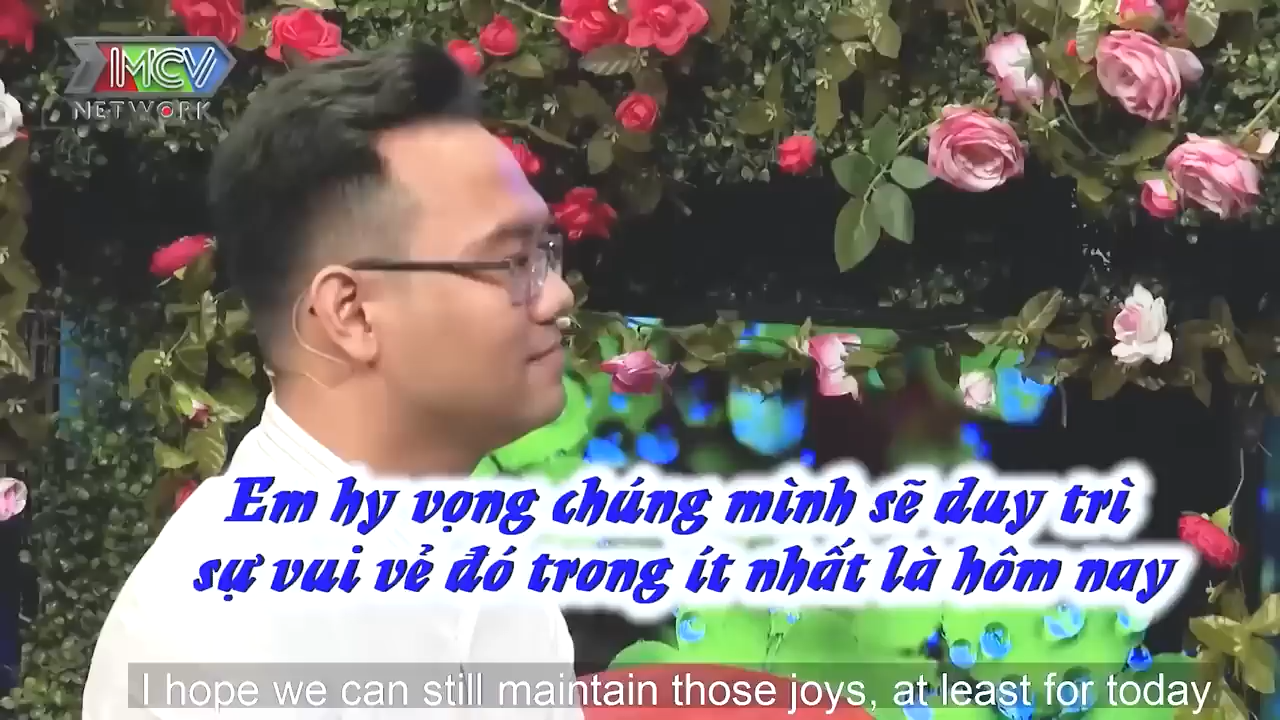 MCV
NETWORK
Em hy vọng chúng mình sẽ duy trì
sự vui vẻ đó trong ít nhất là hôm nay
I hope we can still maintain those joys, at least for today